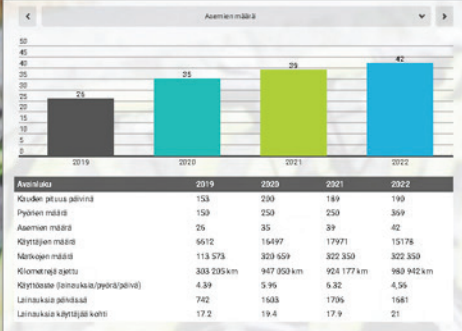 Asemien määrä
50
45
40
35
30
25
20
15
10
5
0
26
35
39
42
2019 2020 2021 2022
Avainluku 2019 2020 2021 2022
Kauden pituus päivinä 153 200 189 190
Pyörien määrä 150 250 250 369
Asemien määrä 26 35 39 42
Käyttäjien määrä 6612 16497 17971 15178
Matkojen määrä 113 573 320 659 322 350 322 350
Kilometrejä ajettu 303 205 km 947 050 km 924 177 km 980 942 km
Käyttöaste (lainauksia/pyörä/päivä) 4.39 5.96 6.32 4,56
Lainauksia päivässä 742 1603 1706 1681
Lainauksia käyttäjää kohti 17.2 19.4 17.9 21